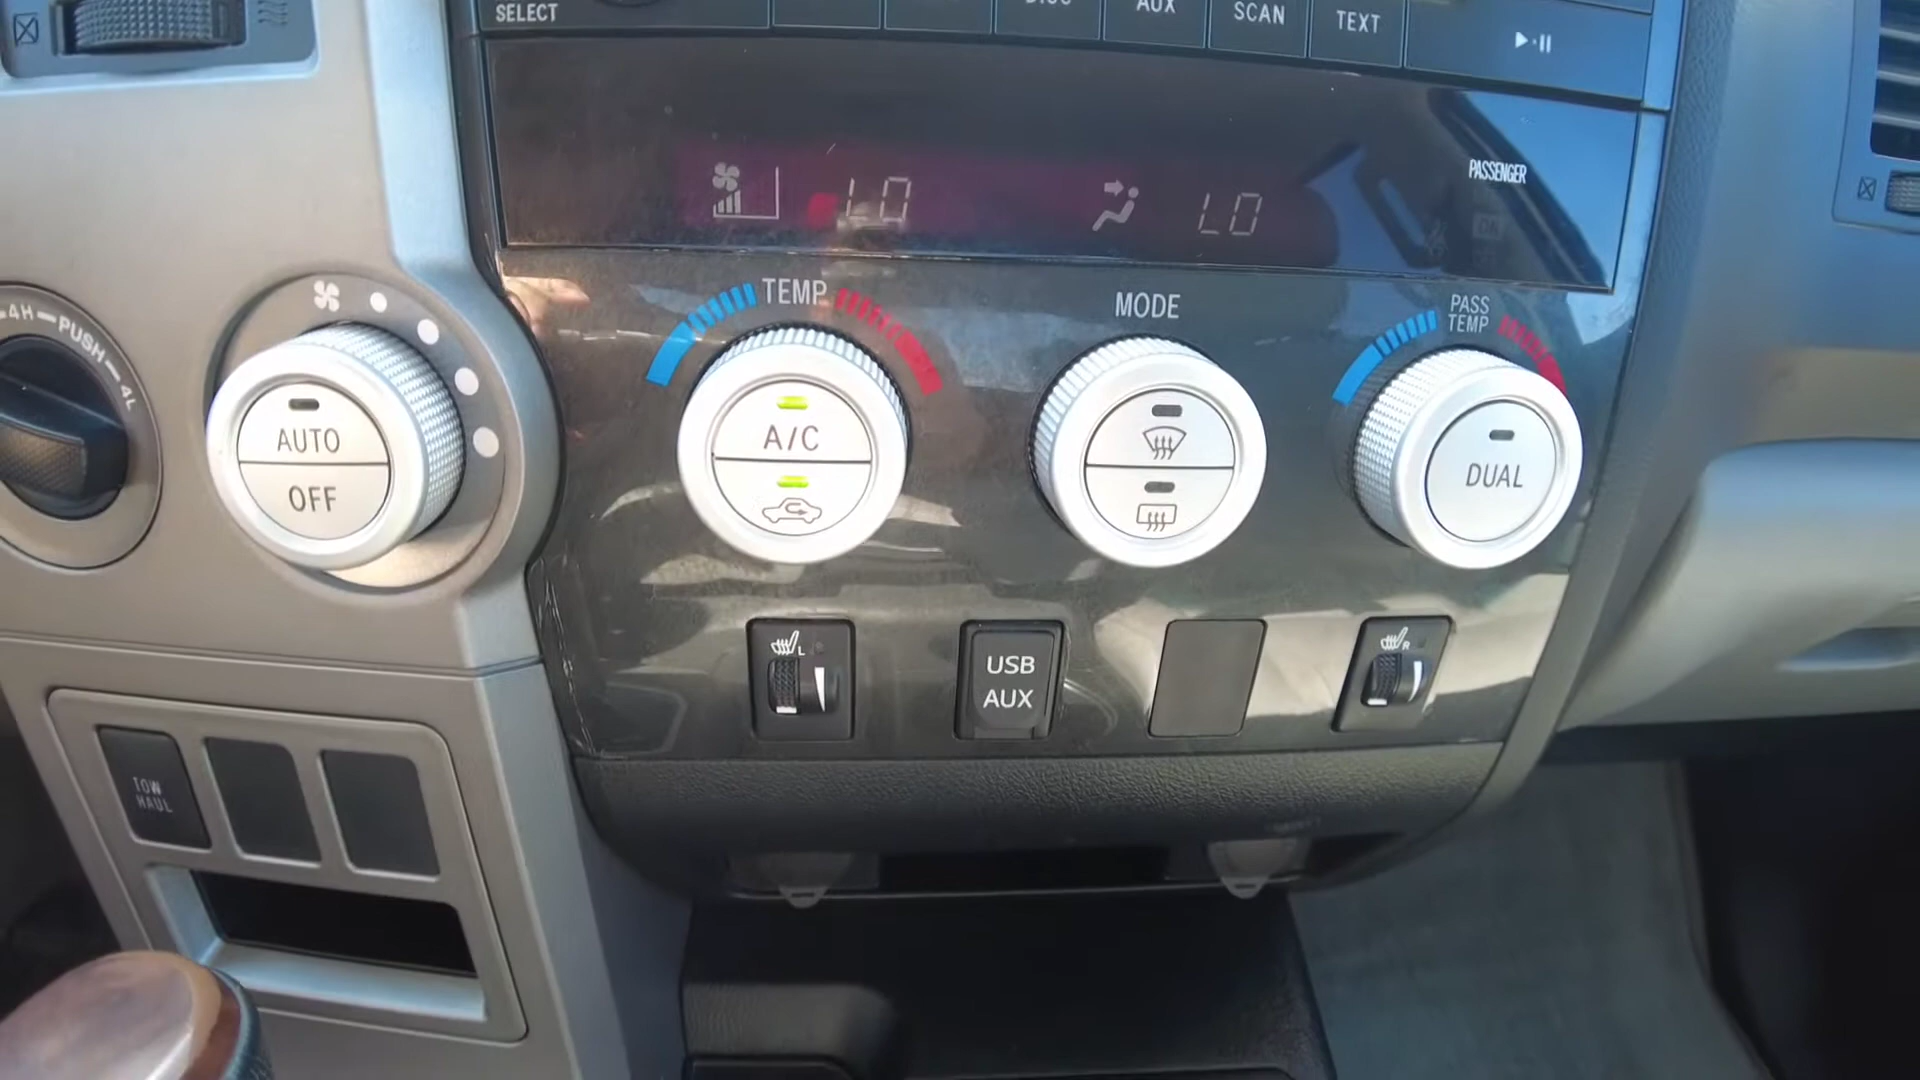 SELECT
DISC
AUX
SCAN
TEXT
PASSENGER
LO
LO
4H PUSH 4L
TEMP
MODE
PASS
TEMP
AUTO
OFF
A/C
DUAL
L
USB
AUX
R
TOW
HAUL